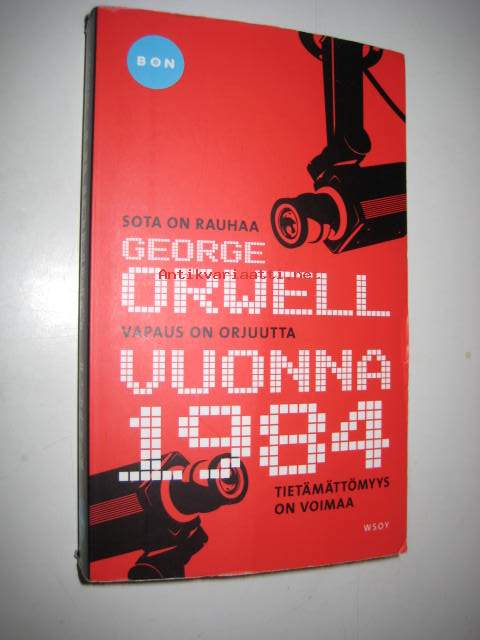 BON
SOTA ON RAUHAA
GEORGE
Antikvariaatti.net
ORWELL
VAPAUS ON ORJUUTTA
VUONNA
1984
TIETÄMÄTTÖMYYS
ON VOIMAA
WSOY